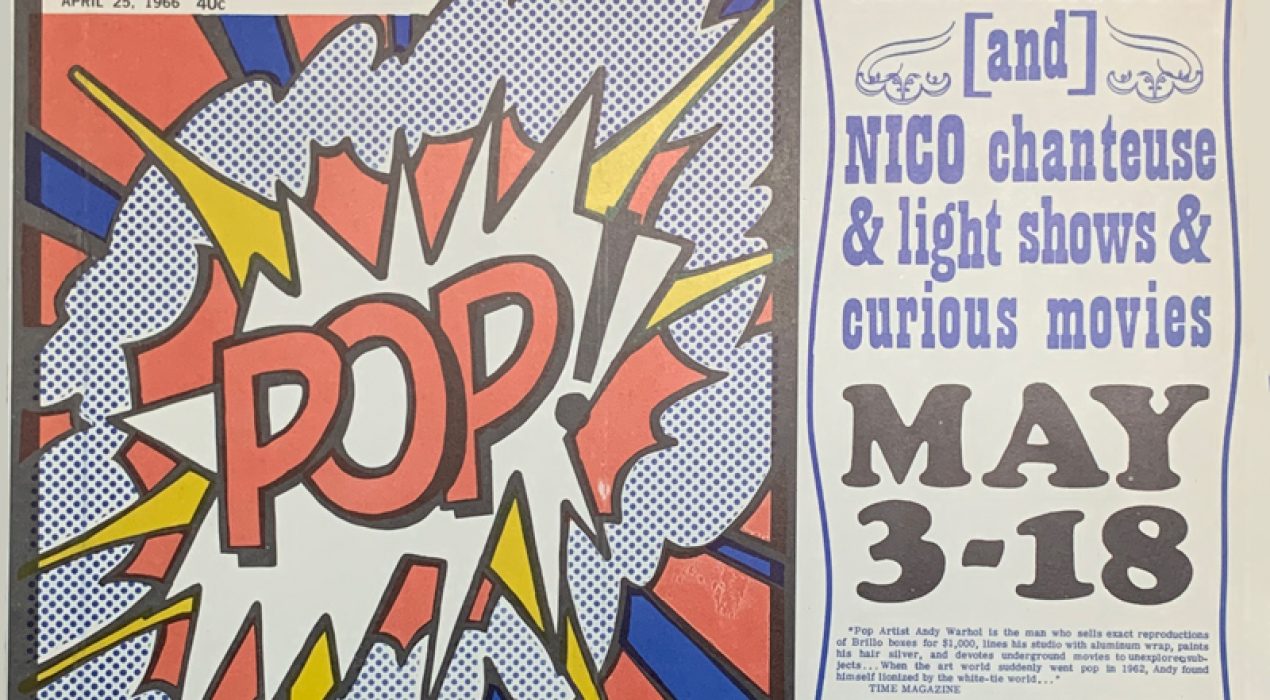 APRIL 25, 1966 40c
POP!
[and]
NICO chanteuse
& light shows &
curious movies
MAY
3-18
"Pop Artist Andy Warhol is the man who sells exact reproductions
of Brillo boxes for $1,000, lines his studio with aluminum wrap, paints
his hair silver, and devotes underground movies to unexplored sub-
jects...When the art world suddenly went pop in 1962, Andy found
himself lionized by the white-tie world..."
TIME MAGAZINE